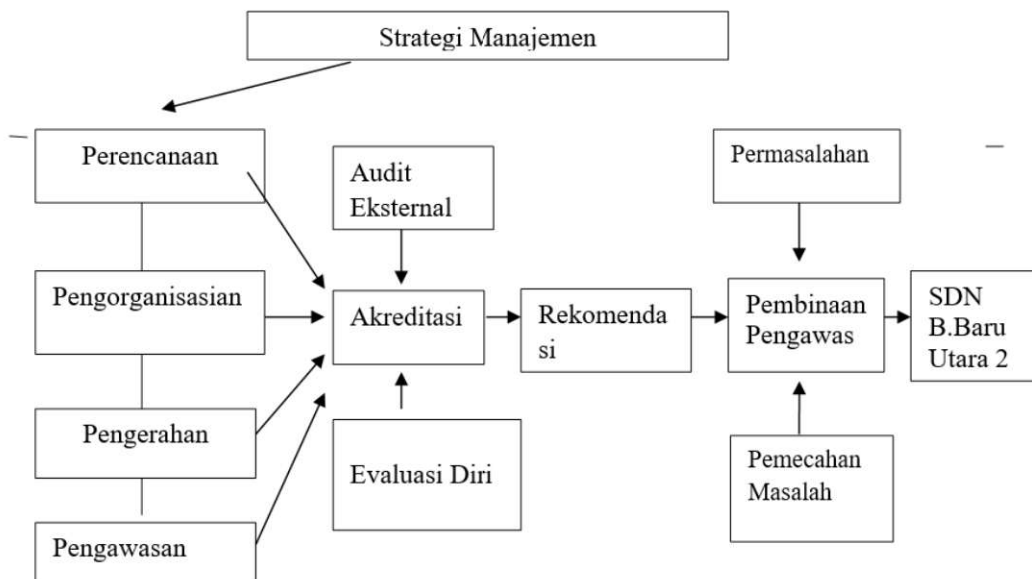 Strategi Manajemen
Perencanaan
Audit
Eksternal
Permasalahan
Pengorganisasian
Akreditasi
Rekomenda
si
Pembinaan
Pengawas
SDN
B.Baru
Utara 2
Pengerahan
Evaluasi Diri
Pemecahan
Masalah
Pengawasan